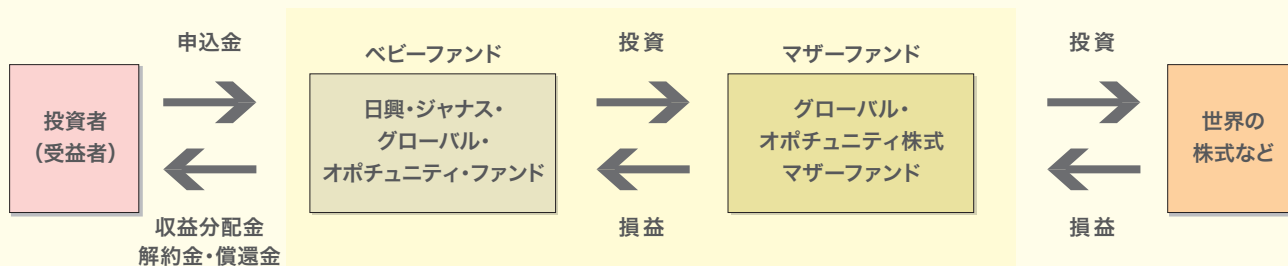 申込金
投資者
(受益者)
収益分配金
解約金・償還金
ベビーファンド
日興・ジャナス・
グローバル・
オポチュニティ・ファンド
投資
損益
マザーファンド
グローバル・
オポチュニティ株式
マザーファンド
投資
損益
世界の
株式など